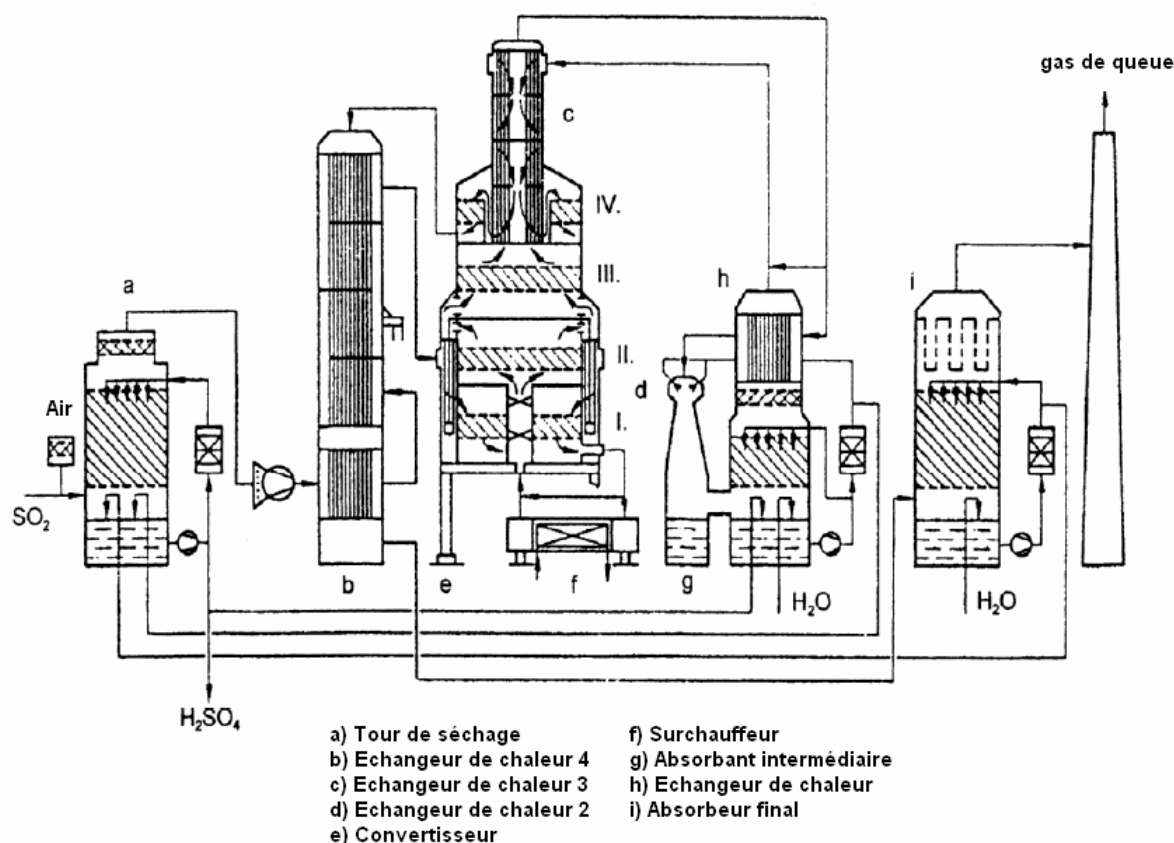 gas de queue
c
IV.
III.
h
i
a
II.
d
Air
I.
SO₂
b
e
f
g
H₂O
H₂O
H₂SO₄
a) Tour de séchage
b) Echangeur de chaleur 4
c) Echangeur de chaleur 3
d) Echangeur de chaleur 2
e) Convertisseur
f) Surchauffeur
g) Absorbant intermédiaire
h) Echangeur de chaleur
i) Absorbeur final